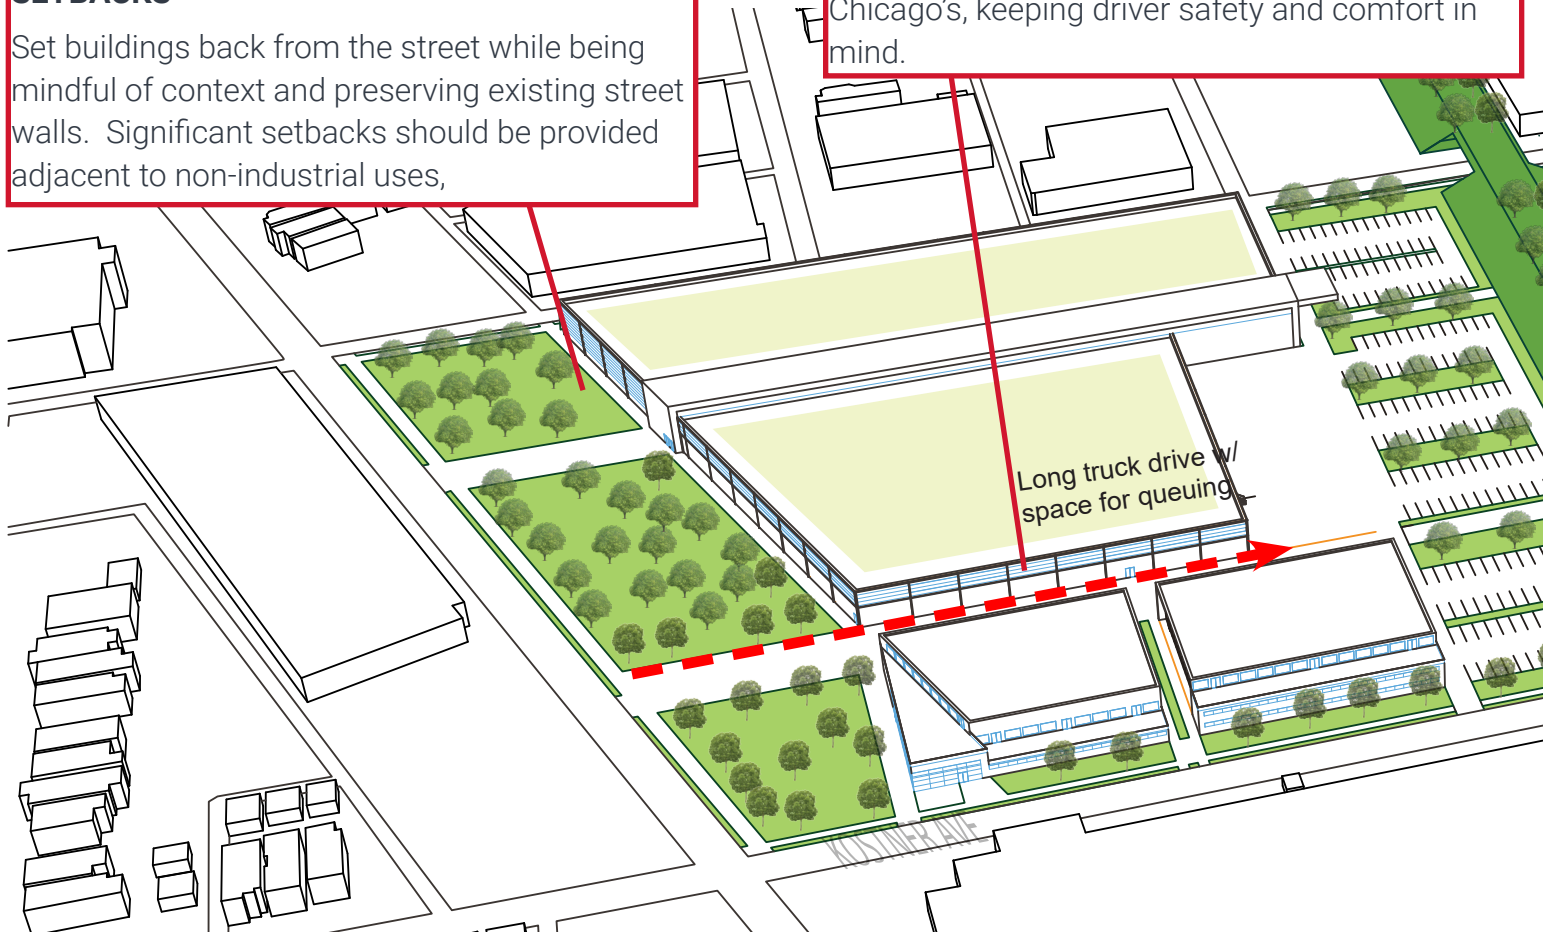 SETBACKS
Set buildings back from the street while being
mindful of context and preserving existing street
walls.  Significant setbacks should be provided
adjacent to non-industrial uses,
Chicago's, keeping driver safety and comfort in
mind.
Long truck drive w/
space for queuing
KOSTNER AVE